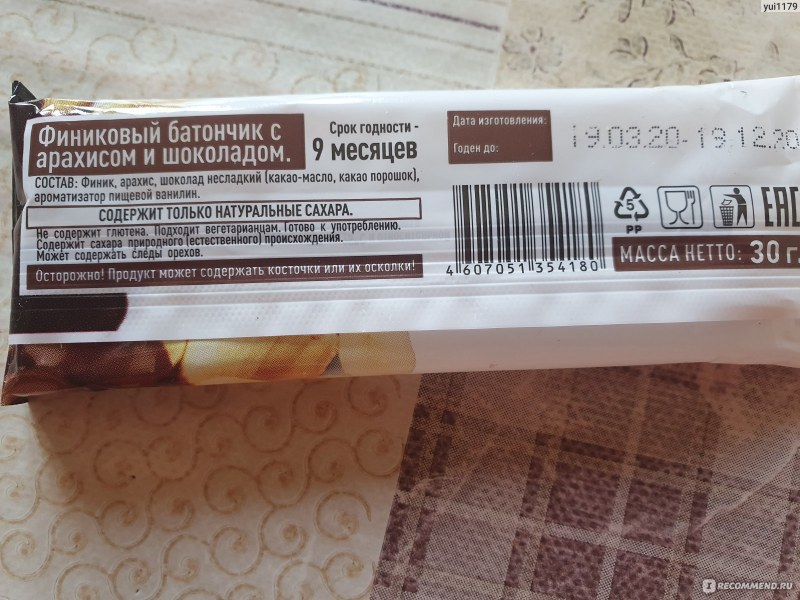 yui1179
Финиковый батончик с
арахисом и шоколадом.
Срок годности -
9 месяцев
СОСТАВ: Финик, арахис, шоколад несладкий (какао-масло, какао порошок),
ароматизатор пищевой ванилин.
СОДЕРЖИТ ТОЛЬКО НАТУРАЛЬНЫЕ САХАРА.
Не содержит глютена. Подходит вегетарианцам. Готово к употреблению.
Содержит сахара природного (естественного) происхождения.
Может содержать следы орехов.
Осторожно! Продукт может содержать косточки или их осколки!
Дата изготовления:
Годен до:
19.03.20- 19.12.20
4 607051 354180
5
PP
EAC
МАССА НЕТТО: 30 г.
I RECOMMEND.RU